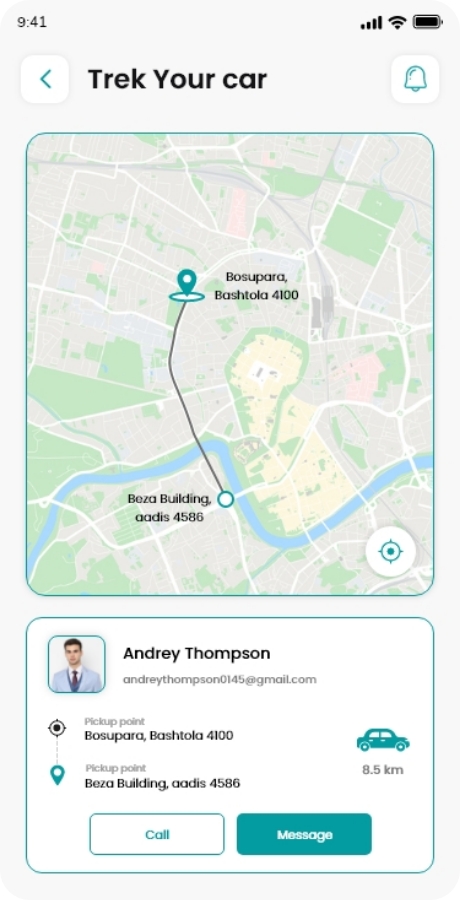 9:41
Trek Your car
Bosupara,
Bashtola 4100
Beza Building,
aadis 4586
Andrey Thompson
andreythompson0145@gmail.com
Pickup point
Bosupara, Bashtola 4100
Pickup point
Beza Building, aadis 4586
8.5 km
Call
Message